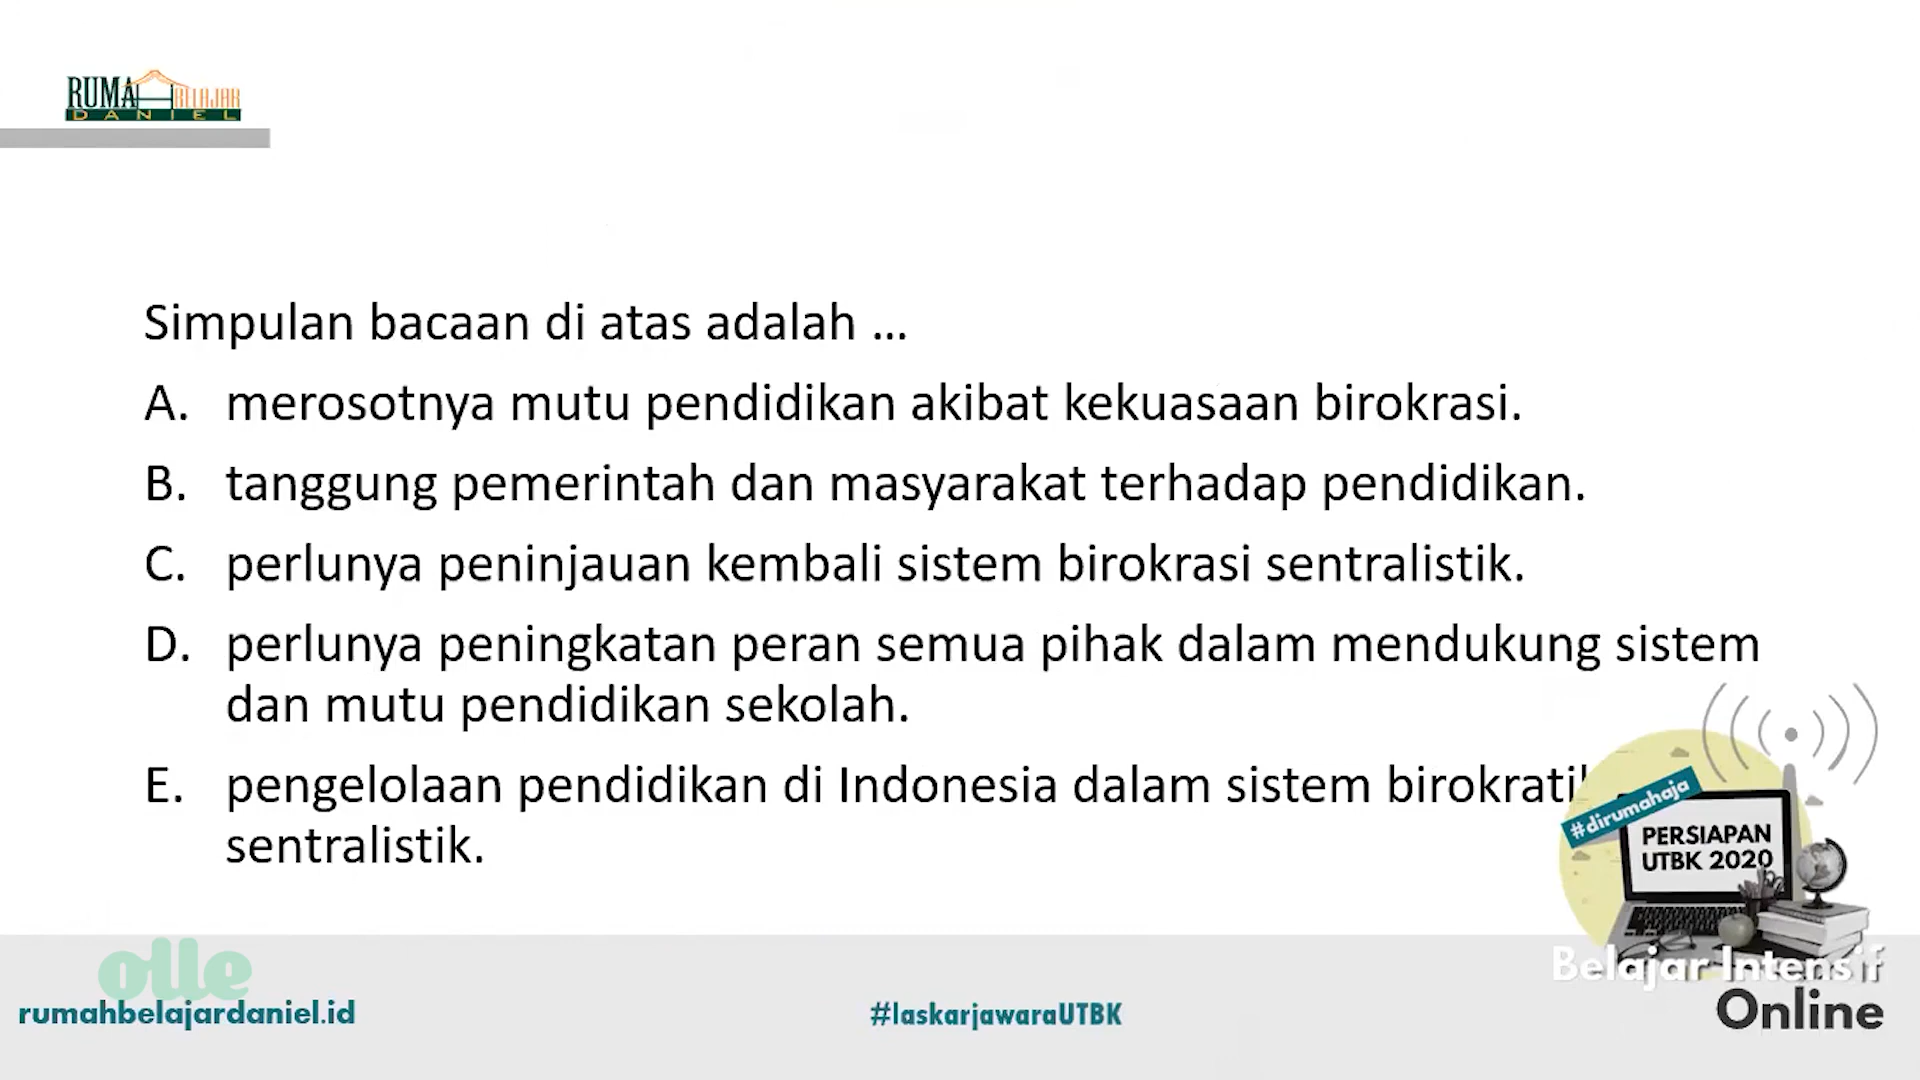 RUMA BELAJAR
DANIEL
Simpulan bacaan di atas adalah ...
A. merosotnya mutu pendidikan akibat kekuasaan birokrasi.
B. tanggung pemerintah dan masyarakat terhadap pendidikan.
C. perlunya peninjauan kembali sistem birokrasi sentralistik.
D. perlunya peningkatan peran semua pihak dalam mendukung sistem
dan mutu pendidikan sekolah.
E. pengelolaan pendidikan di Indonesia dalam sistem birokratik
sentralistik.
#dirumahaja
PERSIAPAN
UTBK 2020
olle
Belajar Intensif
rumahbelajardaniel.id
#laskarjawaraUTBK
Online